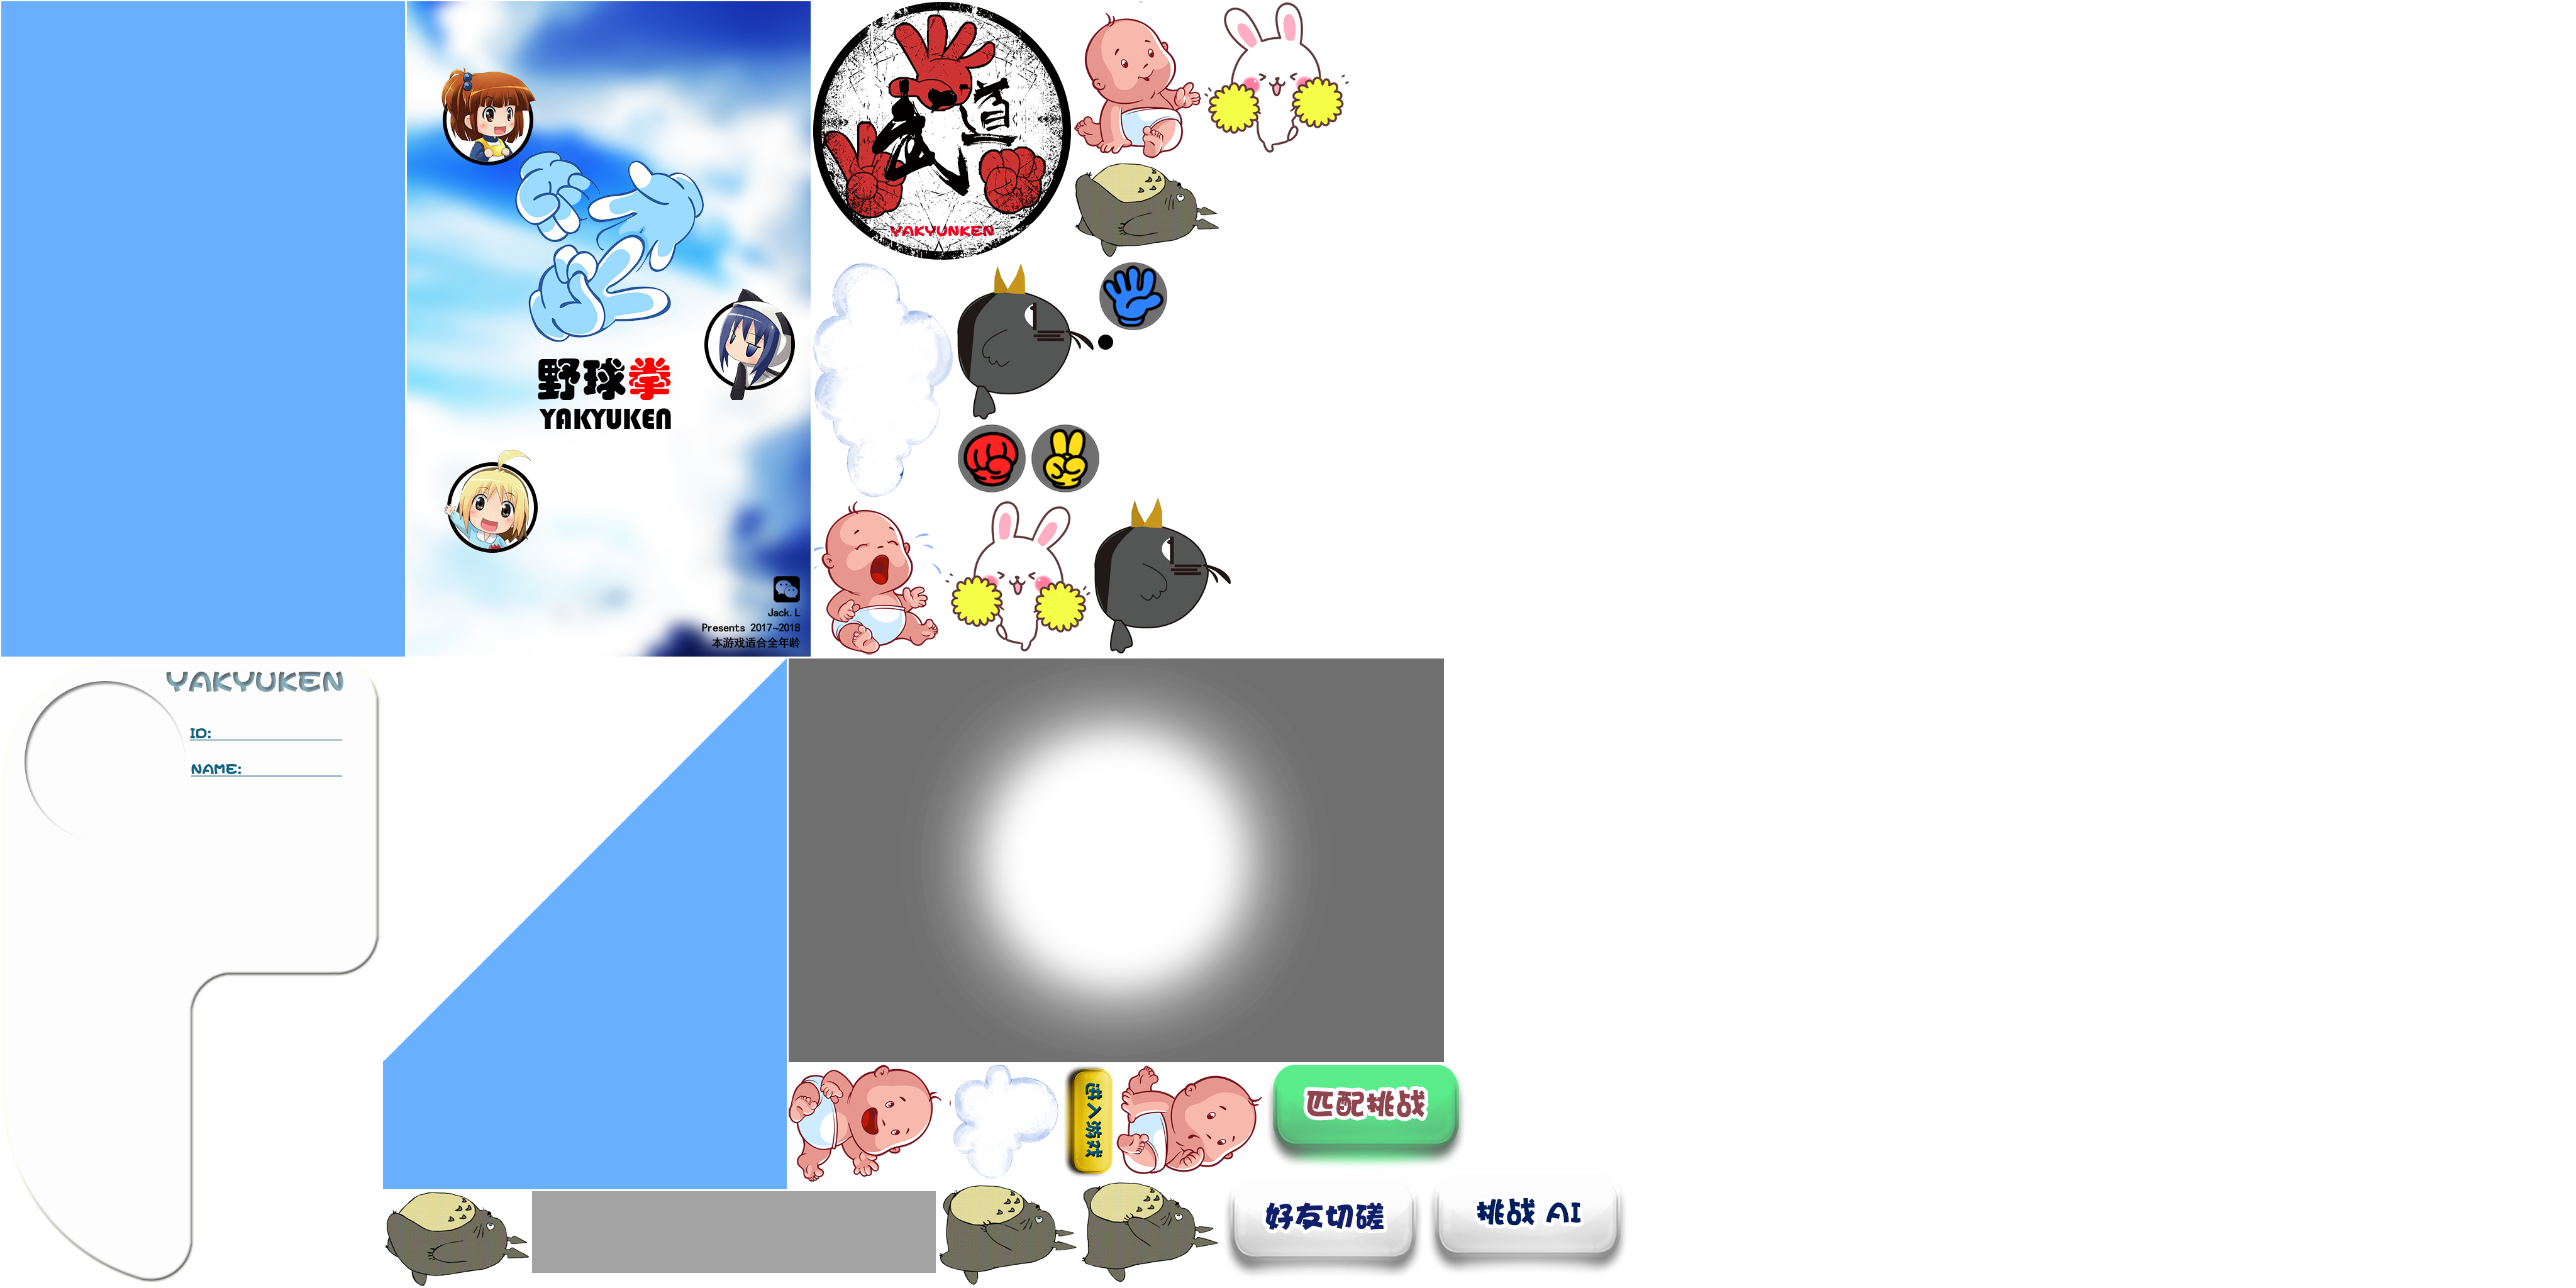 野球拳
YAKYUKEN
Jack.L
Presents 2017~2018
本游戏适合全年龄
武道
YAKYUNKEN
YAKYUKEN
ID:
NAME:
进入游戏
匹配挑战
好友切磋
挑战 AI